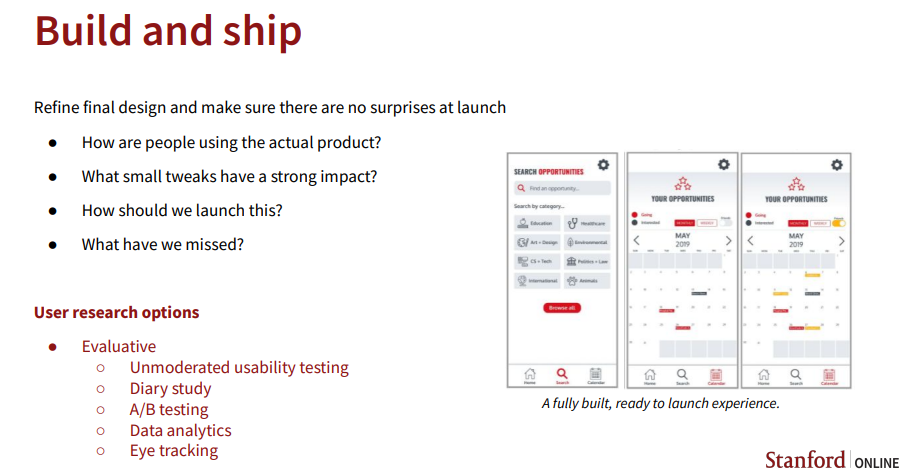 Build and ship
Refine final design and make sure there are no surprises at launch
● How are people using the actual product?
● What small tweaks have a strong impact?
● How should we launch this?
● What have we missed?
User research options
● Evaluative
○ Unmoderated usability testing
○ Diary study
○ A/B testing
○ Data analytics
○ Eye tracking
SEARCH OPPORTUNITIES
Find an opportunity...
Search by category...
Education Healthcare
Art + Design Environmental
CS + Tech Politics + Law
International Animals
Browse all
Home Search Calendar
YOUR OPPORTUNITIES
Going
Interested
MONTHLY WEEKLY
MAY
2019
Home Search Calendar
YOUR OPPORTUNITIES
Going
Interested
MONTHLY WEEKLY
MAY
2019
Home Search Calendar
A fully built, ready to launch experience.
Stanford | ONLINE